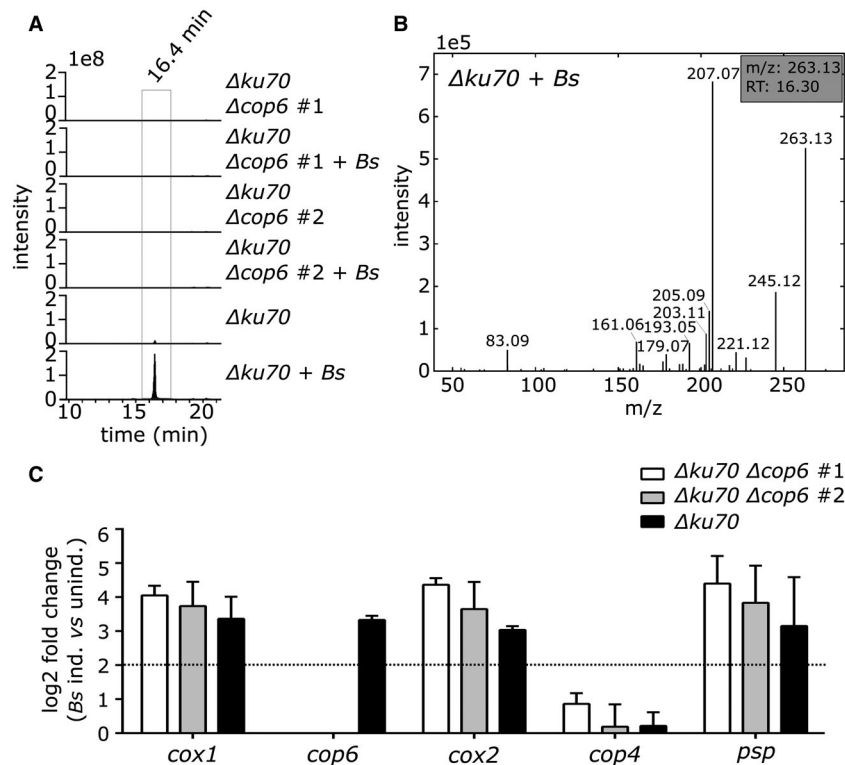 A
1e8
16.4 min
2
1
0
Δku70
Δcop6 #1
2
1
0
Δku70
Δcop6 #1 + Bs
2
1
0
Δku70
Δcop6 #2
2
1
0
Δku70
Δcop6 #2 + Bs
2
1
0
Δku70
2
1
0
Δku70 + Bs
10 15 20
time (min)
intensity
B
5e5
Δku70 + Bs
m/z: 263.13
RT: 16.30
207.07
263.13
245.12
205.09
203.11
193.05
161.06
179.07
221.12
83.09
7
6
5
4
3
2
1
0
50 100 150 200 250
m/z
intensity
C
Δku70 Δcop6 #1
Δku70 Δcop6 #2
Δku70
log2 fold change
(Bs ind. vs unind.)
6
5
4
3
2
1
0
cox1 cop6 cox2 cop4 psp